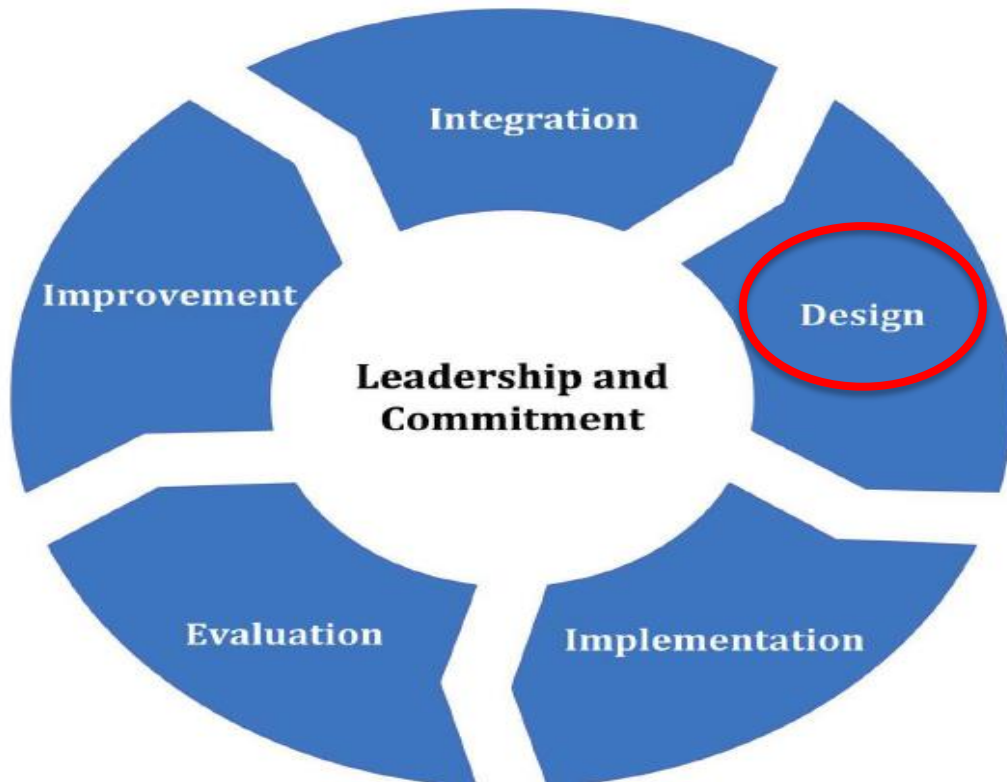 Integration
Design
Improvement
Leadership and
Commitment
Evaluation
Implementation